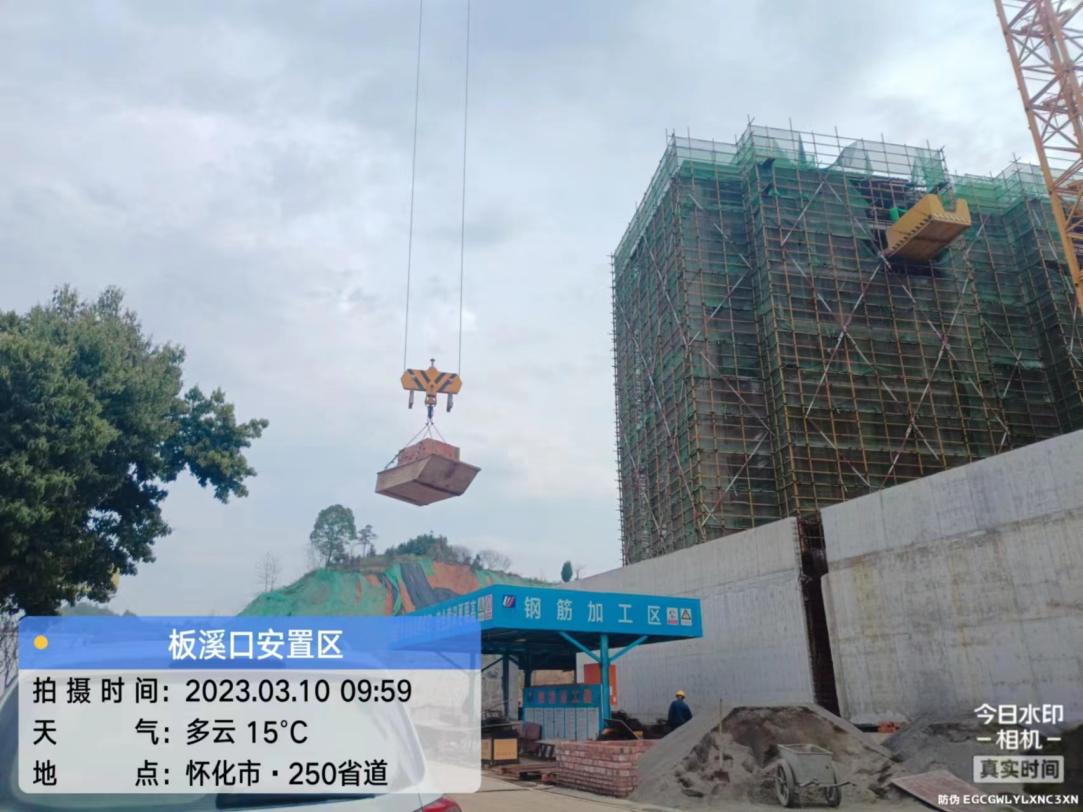 钢筋加工区
板溪口安置区
拍摄时间：2023.03.10 09:59
天气：多云 15℃
地点：怀化市·250省道
今日水印
-相机-
真实时间
防伪 EGCGWLYLXNC3XN